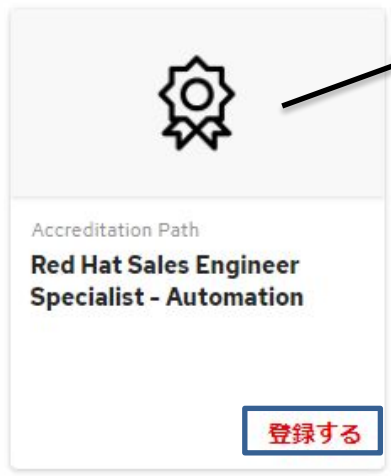 Accreditation Path
Red Hat Sales Engineer
Specialist - Automation
登録する